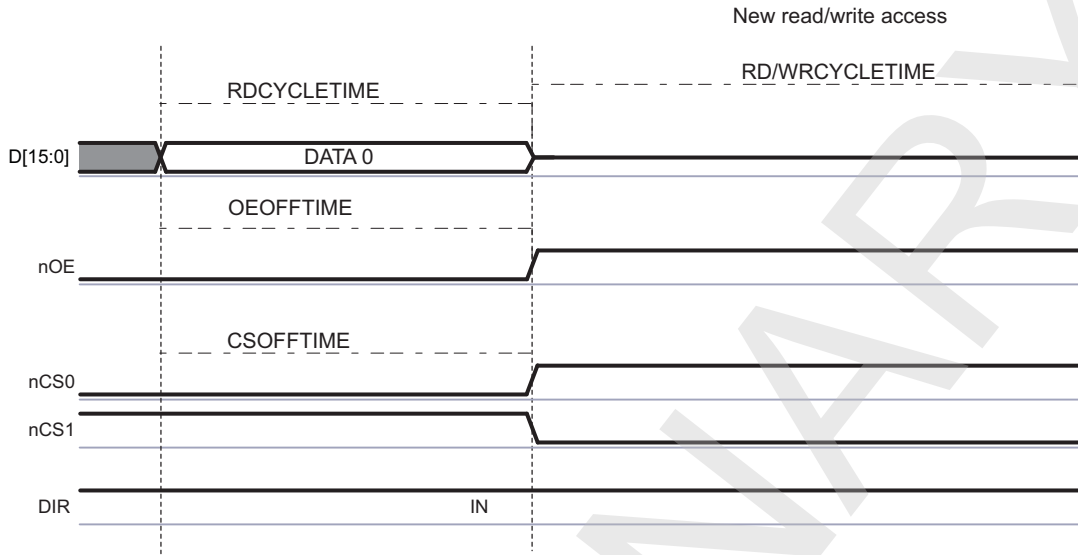 New read/write access
RDCYCLETIME
RD/WRCYCLETIME
D[15:0]
DATA 0
OEOFFTIME
nOE
CSOFFTIME
nCS0
nCS1
DIR
IN